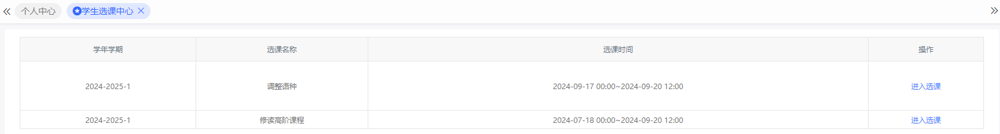 个人中心 学生选课中心
学年学期 选课名称 选课时间 操作
2024-2025-1 调整语种 2024-09-17 00:00~2024-09-20 12:00 进入选课
2024-2025-1 修读高阶课程 2024-07-18 00:00~2024-09-20 12:00 进入选课